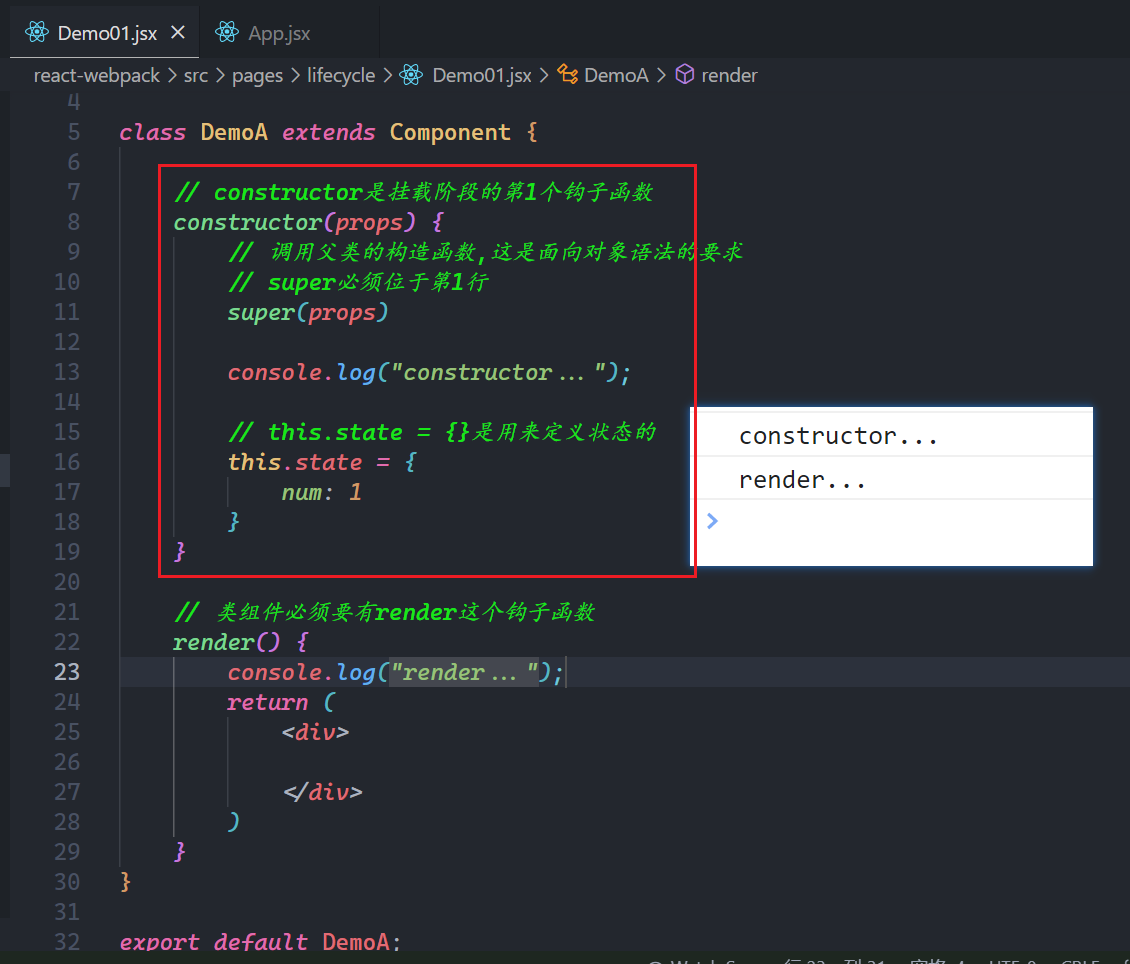 Demo01.jsx App.jsx
react-webpack > src > pages > lifecycle > Demo01.jsx > DemoA > render
4
5 class DemoA extends Component {
6
7 // constructor是挂载阶段的第1个钩子函数
8 constructor(props) {
9 // 调用父类的构造函数,这是面向对象语法的要求
10 // super必须位于第1行
11 super(props)
12
13 console.log("constructor...");
14
15 // this.state = {}是用来定义状态的
16 this.state = {
17 num: 1
18 }
19 }
20
21 // 类组件必须要有render这个钩子函数
22 render() {
23 console.log("render...");
24 return (
25 <div>
26
27 </div>
28 )
29 }
30 }
31
32 export default DemoA;
constructor...
render...
>